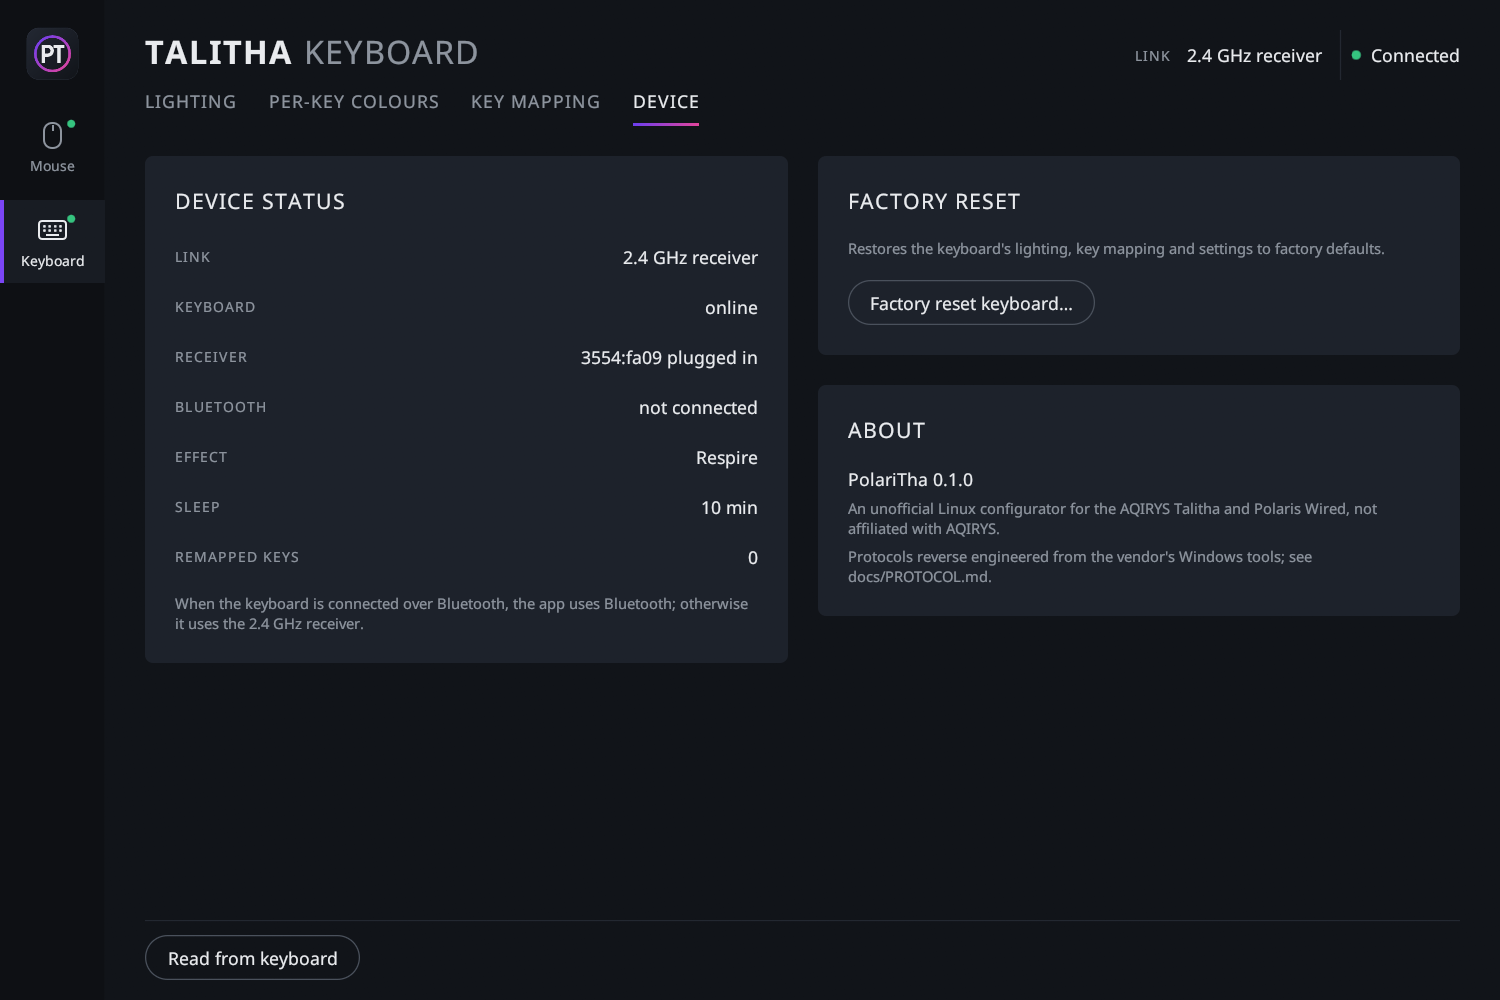 PT
Mouse
Keyboard
TALITHA KEYBOARD
LINK 2.4 GHz receiver
Connected
LIGHTING
PER-KEY COLOURS
KEY MAPPING
DEVICE
DEVICE STATUS
LINK 2.4 GHz receiver
KEYBOARD online
RECEIVER 3554:fa09 plugged in
BLUETOOTH not connected
EFFECT Respire
SLEEP 10 min
REMAPPED KEYS 0
When the keyboard is connected over Bluetooth, the app uses Bluetooth; otherwise
it uses the 2.4 GHz receiver.
FACTORY RESET
Restores the keyboard's lighting, key mapping and settings to factory defaults.
Factory reset keyboard...
ABOUT
PolariTha 0.1.0
An unofficial Linux configurator for the AQIRYS Talitha and Polaris Wired, not
affiliated with AQIRYS.
Protocols reverse engineered from the vendor's Windows tools; see
docs/PROTOCOL.md.
Read from keyboard